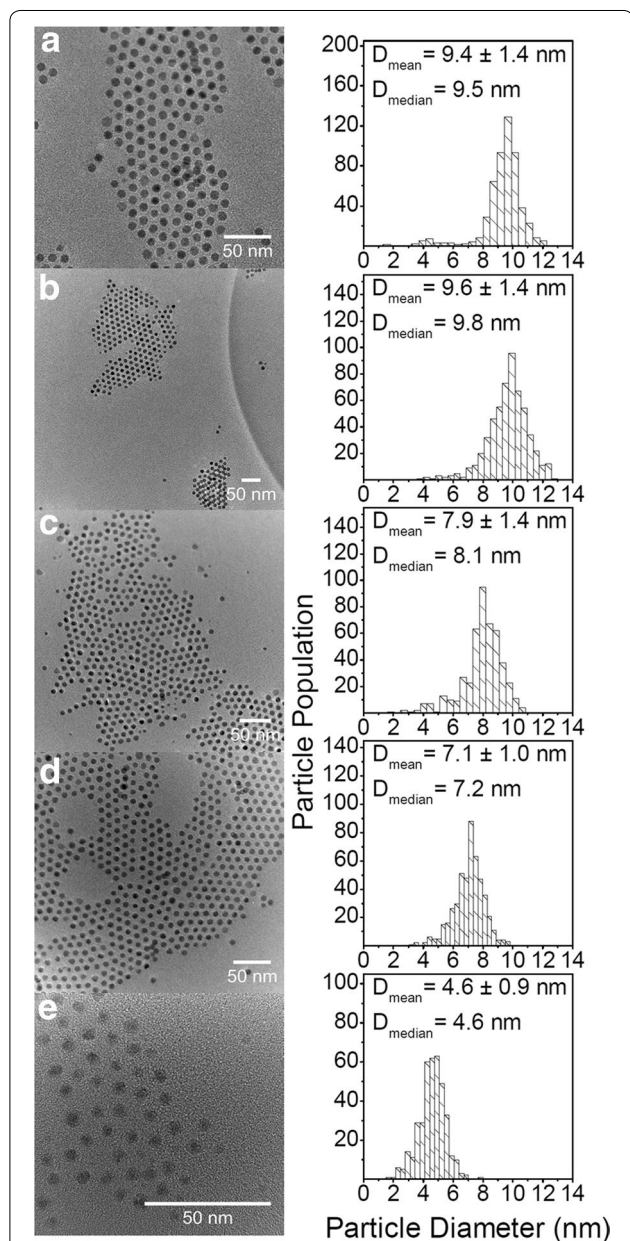 a
50 nm
D_mean = 9.4 ± 1.4 nm
D_median = 9.5 nm
200
160
120
80
40
0 2 4 6 8 10 12 14
b
50 nm
D_mean = 9.6 ± 1.4 nm
D_median = 9.8 nm
140
120
100
80
60
40
20
0 2 4 6 8 10 12 14
c
50 nm
D_mean = 7.9 ± 1.4 nm
D_median = 8.1 nm
140
120
100
80
60
40
20
0 2 4 6 8 10 12 14
Particle Population
d
50 nm
D_mean = 7.1 ± 1.0 nm
D_median = 7.2 nm
140
120
100
80
60
40
20
0 2 4 6 8 10 12 14
e
50 nm
D_mean = 4.6 ± 0.9 nm
D_median = 4.6 nm
100
80
60
40
20
0 2 4 6 8 10 12 14
Particle Diameter (nm)